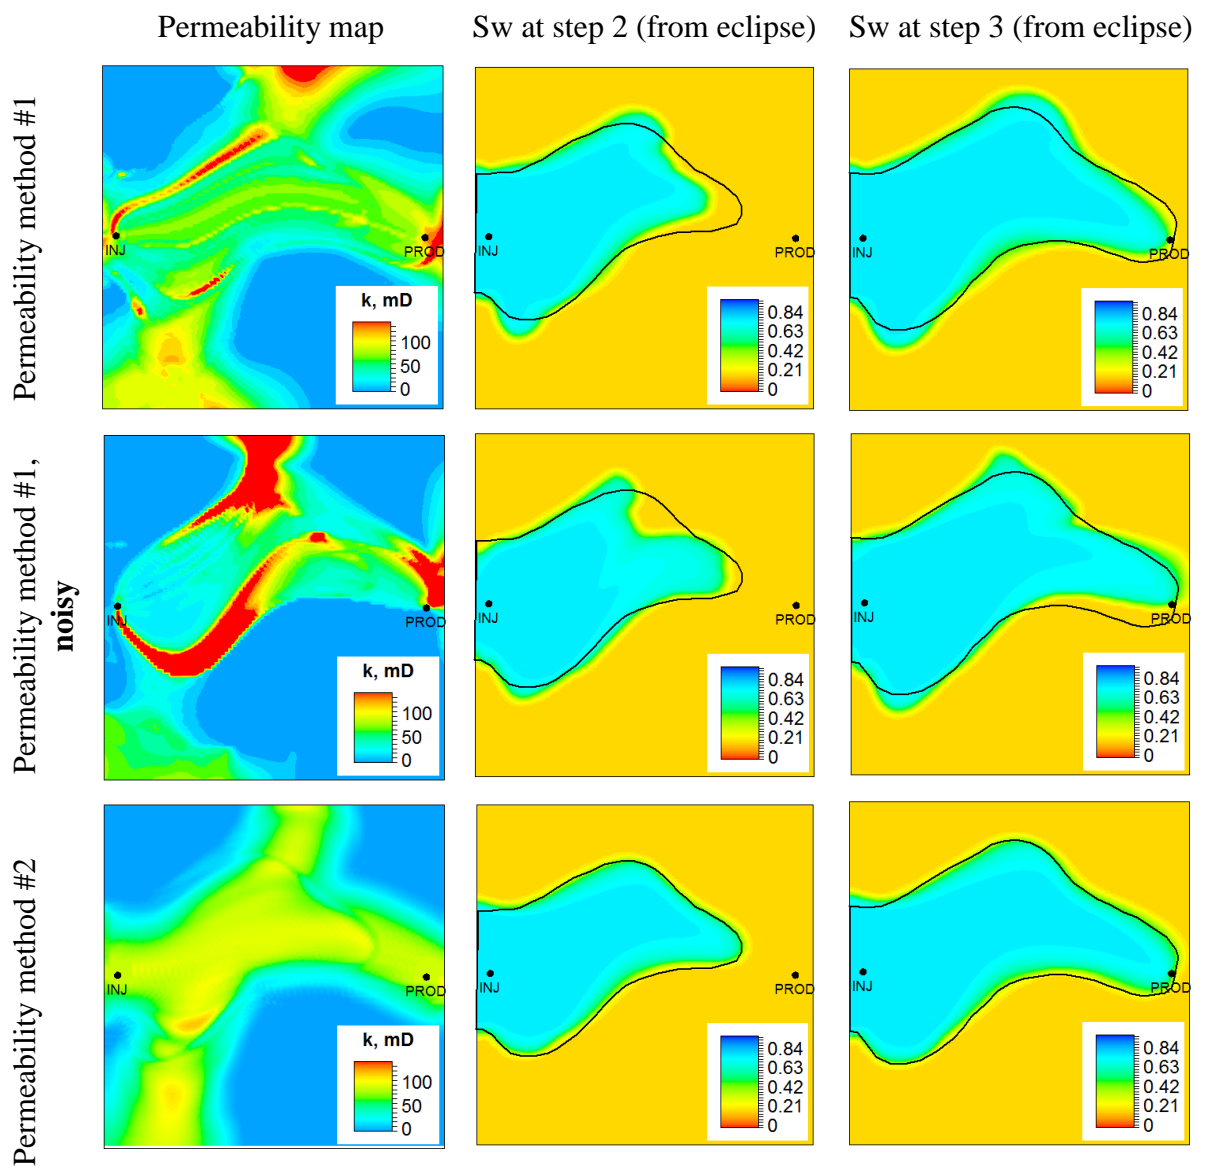 Permeability map
Sw at step 2 (from eclipse)
Sw at step 3 (from eclipse)
Permeability method #1
INJ
PROD
k, mD
100
50
0
INJ
PROD
0.84
0.63
0.42
0.21
0
INJ
PROD
0.84
0.63
0.42
0.21
0
Permeability method #1,
noisy
INJ
PROD
k, mD
100
50
0
INJ
PROD
0.84
0.63
0.42
0.21
0
INJ
PROD
0.84
0.63
0.42
0.21
0
Permeability method #2
INJ
PROD
k, mD
100
50
0
INJ
PROD
0.84
0.63
0.42
0.21
0
INJ
PROD
0.84
0.63
0.42
0.21
0